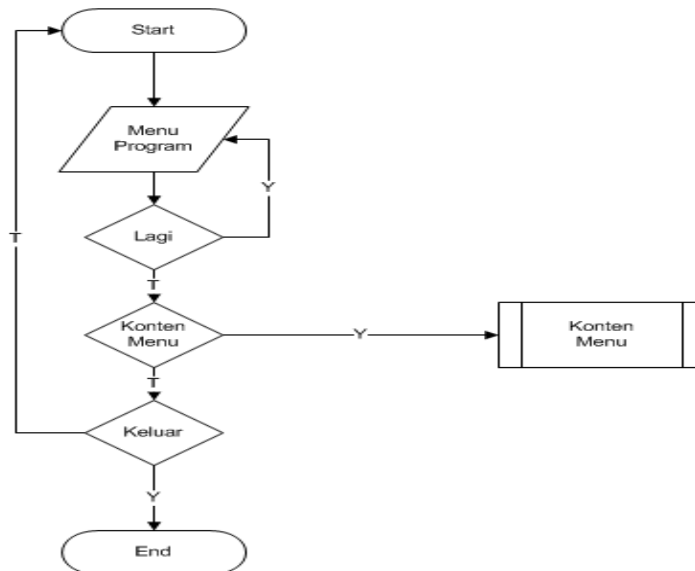 Start
Menu
Program
Y
Lagi
T
T
Konten
Menu
Y
Konten
Menu
T
Keluar
Y
End